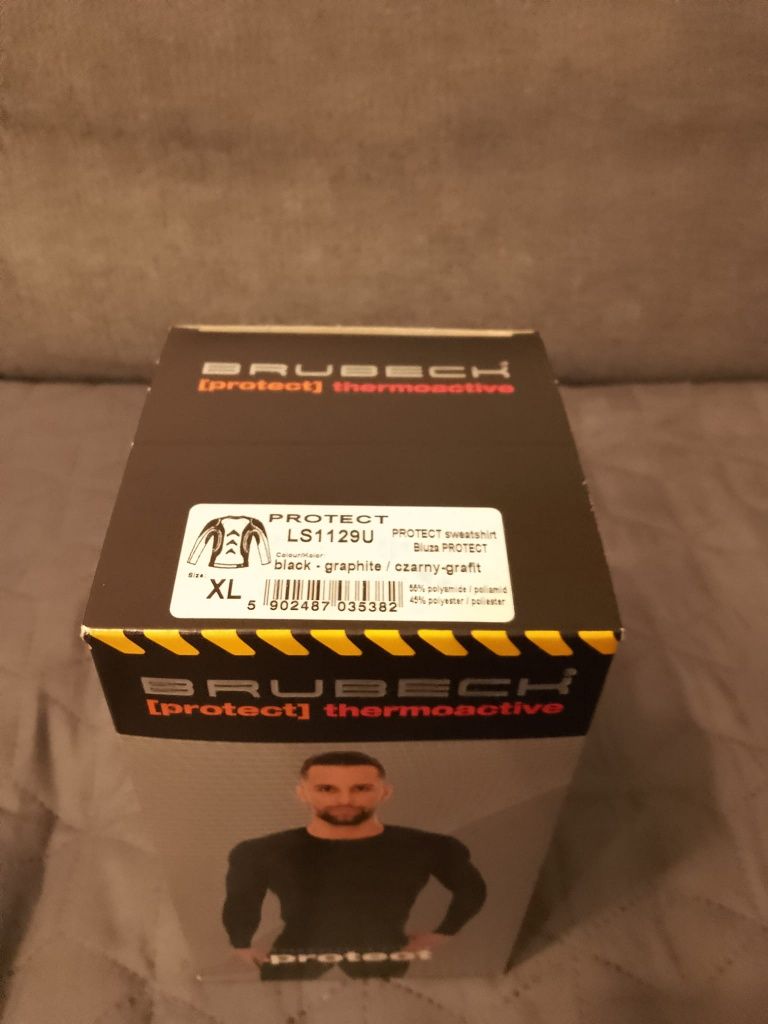 BRUBECK
[protect] thermoactive
PROTECT
LS1129U
PROTECT sweatshirt
Bluza PROTECT
Colour/Kolor:
black - graphite / czarny-grafit
Size:
XL
5 902487 035382
55% polyamide / poliamid
45% polyester / poliester
BRUBECK
[protect] thermoactive
protect